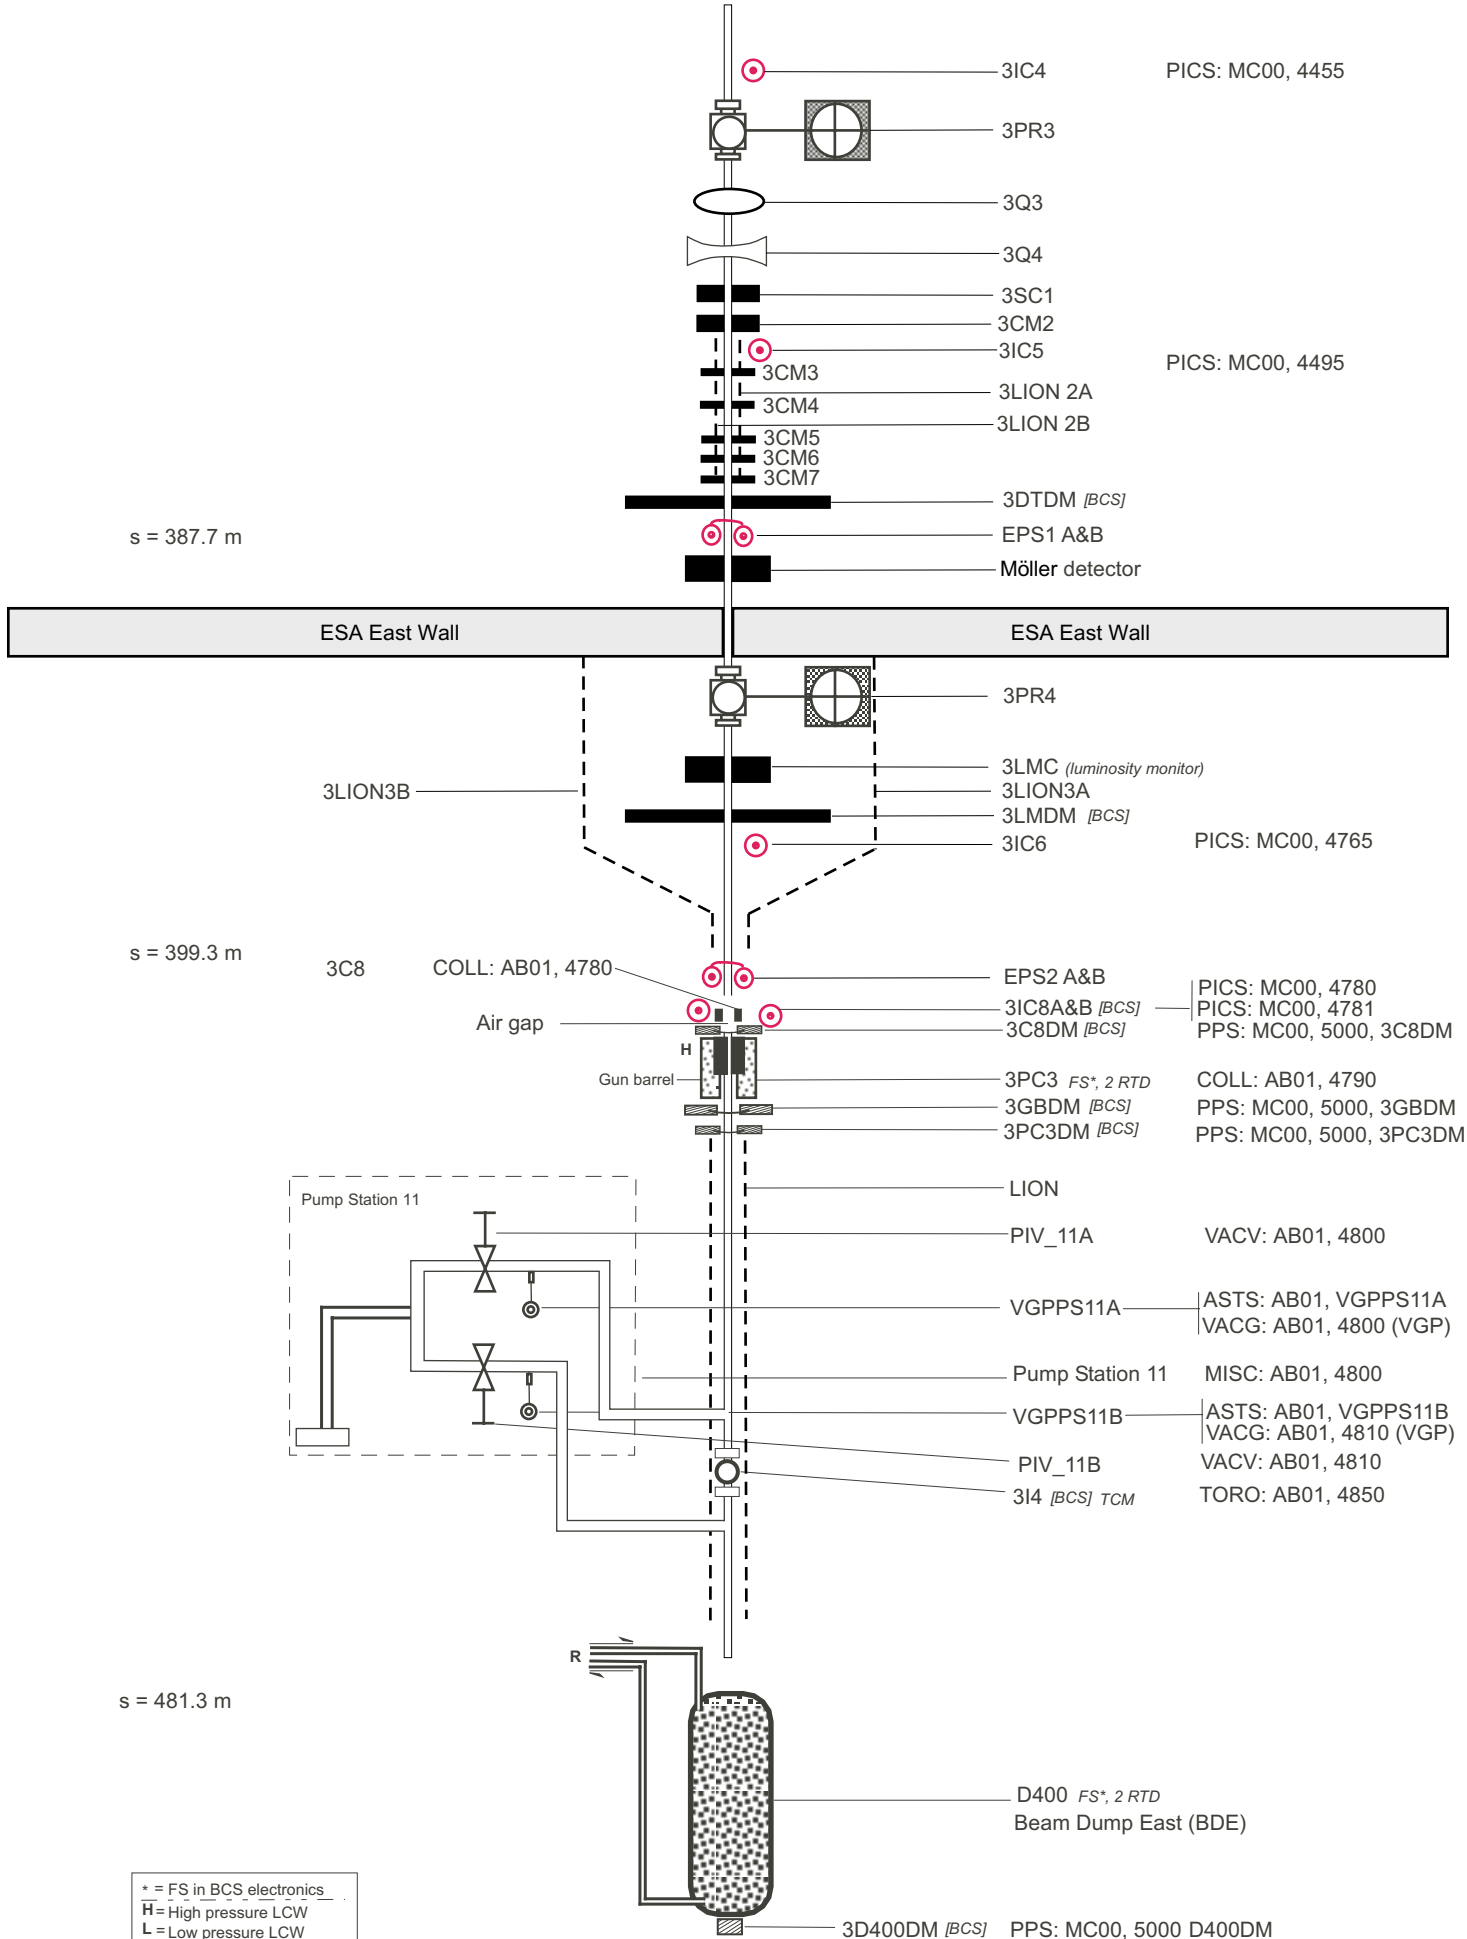 3IC4 PICS: MC00, 4455
3PR3
3Q3
3Q4
3SC1
3CM2
3IC5
PICS: MC00, 4495
3CM3
3LION 2A
3CM4
3LION 2B
3CM5
3CM6
3CM7
3DTDM [BCS]
s = 387.7 m
EPS1 A&B
Möller detector
ESA East Wall ESA East Wall
3PR4
3LMC (luminosity monitor)
3LION3B
3LION3A
3LMDM [BCS]
3IC6 PICS: MC00, 4765
s = 399.3 m
3C8 COLL: AB01, 4780
EPS2 A&B
PICS: MC00, 4780
3IC8A&B [BCS] PICS: MC00, 4781
Air gap
3C8DM [BCS] PPS: MC00, 5000, 3C8DM
H
Gun barrel
3PC3 FS*, 2 RTD COLL: AB01, 4790
3GBDM [BCS] PPS: MC00, 5000, 3GBDM
3PC3DM [BCS] PPS: MC00, 5000, 3PC3DM
LION
Pump Station 11
PIV_11A VACV: AB01, 4800
VGPPS11A ASTS: AB01, VGPPS11A
VACG: AB01, 4800 (VGP)
Pump Station 11 MISC: AB01, 4800
VGPPS11B ASTS: AB01, VGPPS11B
VACG: AB01, 4810 (VGP)
PIV_11B VACV: AB01, 4810
3I4 [BCS] TCM TORO: AB01, 4850
R
s = 481.3 m
D400 FS*, 2 RTD
Beam Dump East (BDE)
* = FS in BCS electronics
H = High pressure LCW
L = Low pressure LCW
3D400DM [BCS] PPS: MC00, 5000 D400DM